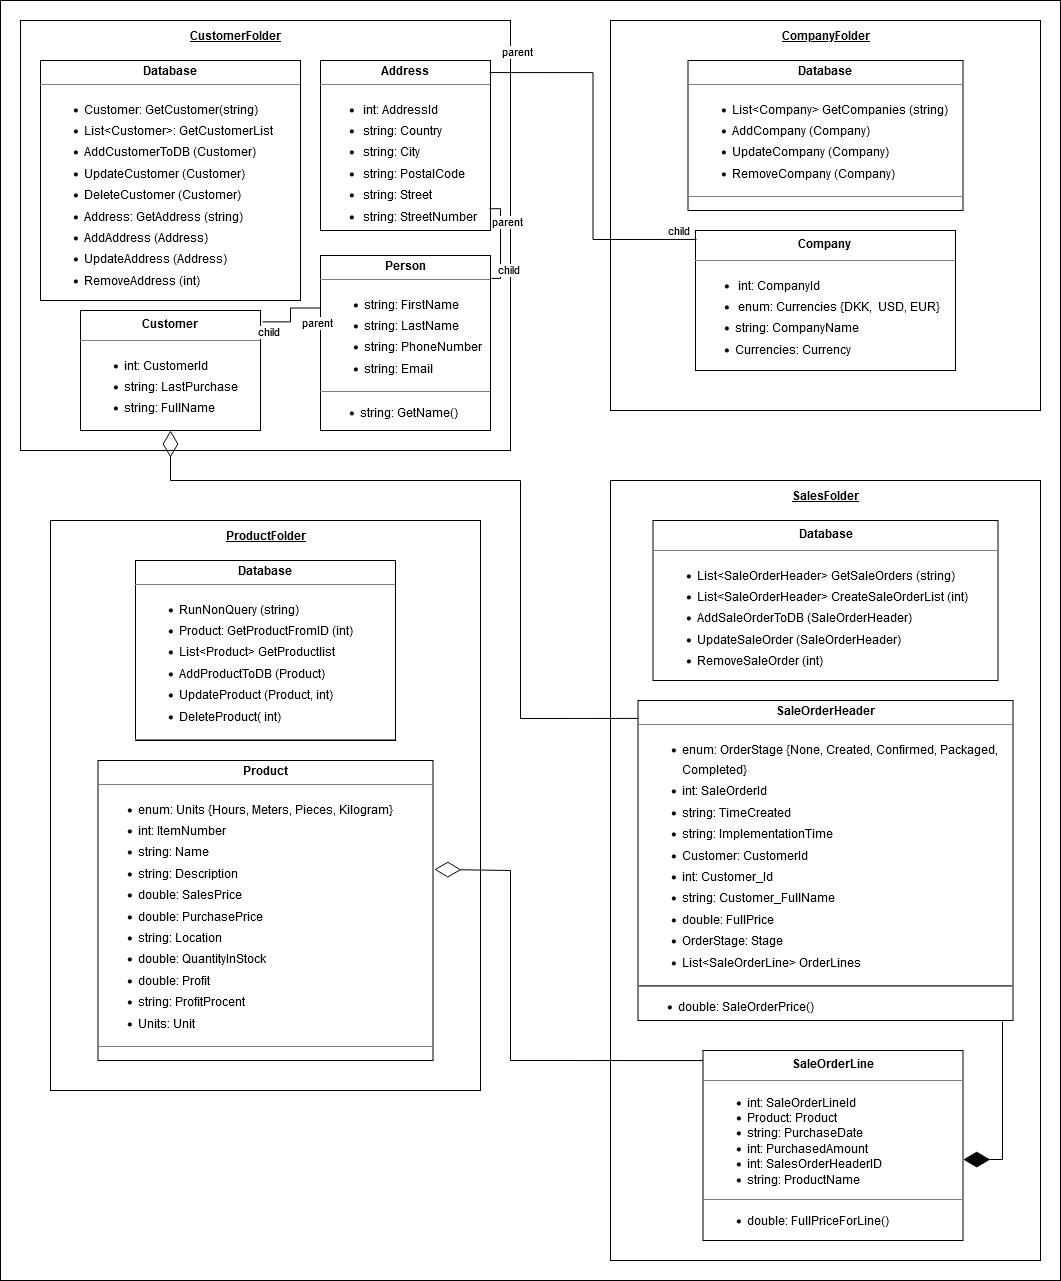 CustomerFolder
Database
Customer: GetCustomer(string)
List<Customer>: GetCustomerList
AddCustomerToDB (Customer)
UpdateCustomer (Customer)
DeleteCustomer (Customer)
Address: GetAddress (string)
AddAddress (Address)
UpdateAddress (Address)
RemoveAddress (int)
Address
int: AddressId
string: Country
string: City
string: PostalCode
string: Street
string: StreetNumber
parent
parent
child
Person
string: FirstName
string: LastName
string: PhoneNumber
string: Email
string: GetName()
parent
child
Customer
int: CustomerId
string: LastPurchase
string: FullName
CompanyFolder
Database
List<Company> GetCompanies (string)
AddCompany (Company)
UpdateCompany (Company)
RemoveCompany (Company)
child
Company
int: CompanyId
enum: Currencies {DKK, USD, EUR}
string: CompanyName
Currencies: Currency
ProductFolder
Database
RunNonQuery (string)
Product: GetProductFromID (int)
List<Product> GetProductlist
AddProductToDB (Product)
UpdateProduct (Product, int)
DeleteProduct( int)
Product
enum: Units {Hours, Meters, Pieces, Kilogram}
int: ItemNumber
string: Name
string: Description
double: SalesPrice
double: PurchasePrice
string: Location
double: QuantityInStock
double: Profit
string: ProfitProcent
Units: Unit
SalesFolder
Database
List<SaleOrderHeader> GetSaleOrders (string)
List<SaleOrderHeader> CreateSaleOrderList (int)
AddSaleOrderToDB (SaleOrderHeader)
UpdateSaleOrder (SaleOrderHeader)
RemoveSaleOrder (int)
SaleOrderHeader
enum: OrderStage {None, Created, Confirmed, Packaged,
Completed}
int: SaleOrderId
string: TimeCreated
string: ImplementationTime
Customer: CustomerId
int: Customer_Id
string: Customer_FullName
double: FullPrice
OrderStage: Stage
List<SaleOrderLine> OrderLines
double: SaleOrderPrice()
SaleOrderLine
int: SaleOrderLineId
Product: Product
string: PurchaseDate
int: PurchasedAmount
int: SalesOrderHeaderID
string: ProductName
double: FullPriceForLine()